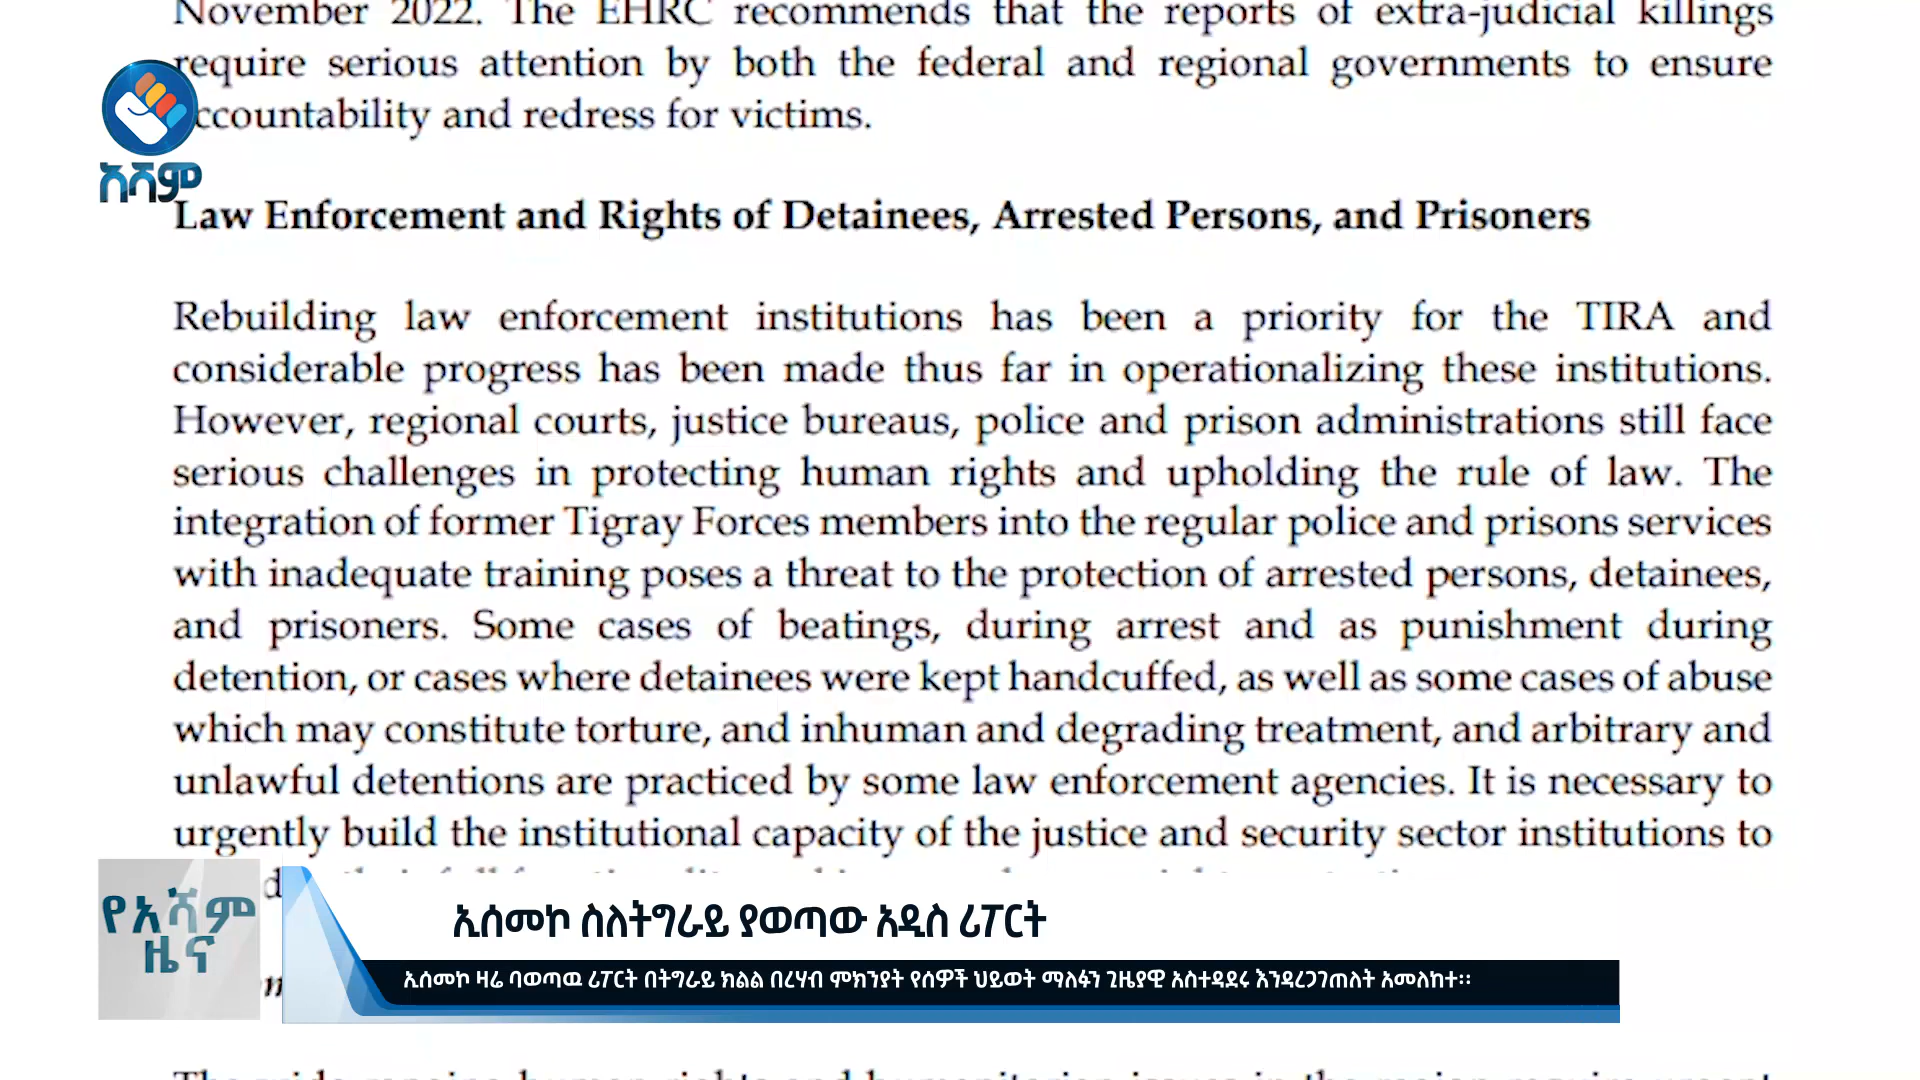 November 2022. The EHRC recommends that the reports of extra-judicial killings
require serious attention by both the federal and regional governments to ensure
ccountability and redress for victims.
አሻም
Law Enforcement and Rights of Detainees, Arrested Persons, and Prisoners
Rebuilding law enforcement institutions has been a priority for the TIRA and
considerable progress has been made thus far in operationalizing these institutions.
However, regional courts, justice bureaus, police and prison administrations still face
serious challenges in protecting human rights and upholding the rule of law. The
integration of former Tigray Forces members into the regular police and prisons services
with inadequate training poses a threat to the protection of arrested persons, detainees,
and prisoners. Some cases of beatings, during arrest and as punishment during
detention, or cases where detainees were kept handcuffed, as well as some cases of abuse
which may constitute torture, and inhuman and degrading treatment, and arbitrary and
unlawful detentions are practiced by some law enforcement agencies. It is necessary to
urgently build the institutional capacity of the justice and security sector institutions to
የአሻም
ዜና
ኢሰመኮ ስለትግራይ ያወጣው አዲስ ሪፖርት
ኢሰመኮ ዛሬ ባወጣዉ ሪፖርት በትግራይ ክልል በረሃብ ምክንያት የሰዎች ህይወት ማለፉን ጊዜያዊ አስተዳደሩ እንዳረጋገጠለት አመለከተ።